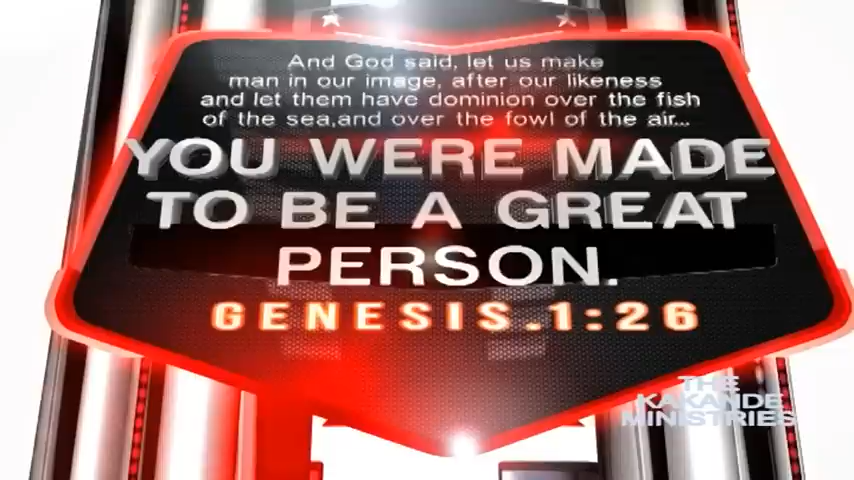 And God said, let us make
man in our image, after our likeness
and let them have dominion over the fish
of the sea,and over the fowl of the air...
YOU WERE MADE
TO BE A GREAT
PERSON.
GENESIS.1:26
THE
KAKANDE
MINISTRIES